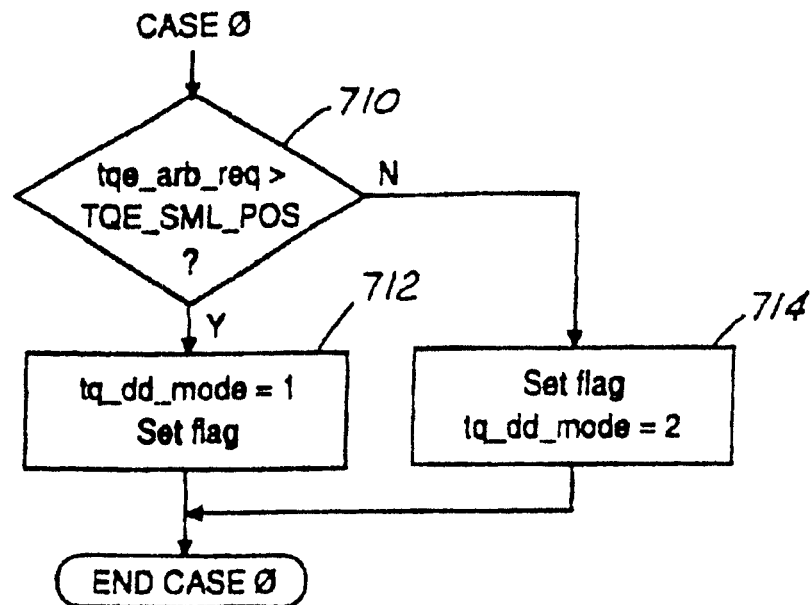 CASE Ø
710
tqe_arb_req >
TQE_SML_POS
?
N
Y
712
tq_dd_mode = 1
Set flag
714
Set flag
tq_dd_mode = 2
END CASE Ø